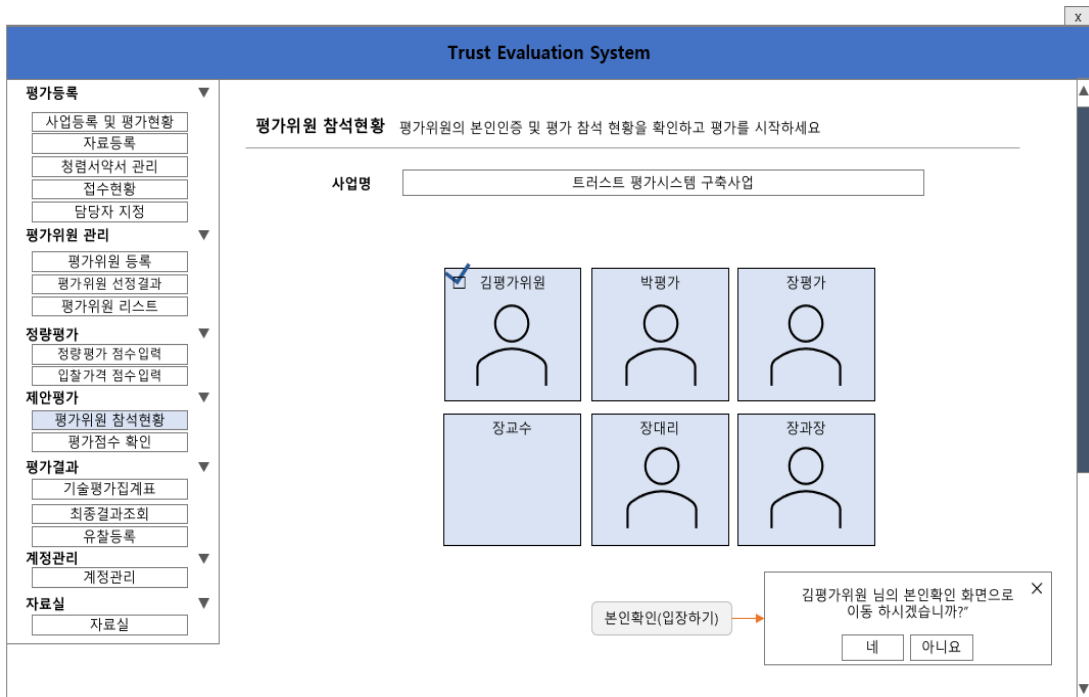 x
Trust Evaluation System
평가등록 ▼
사업등록 및 평가현황
자료등록
청렴서약서 관리
접수현황
담당자 지정
평가위원 관리 ▼
평가위원 등록
평가위원 선정결과
평가위원 리스트
정량평가 ▼
정량평가 점수입력
입찰가격 점수입력
제안평가 ▼
평가위원 참석현황
평가점수 확인
평가결과 ▼
기술평가집계표
최종결과조회
유찰등록
계정관리 ▼
계정관리
자료실 ▼
자료실
평가위원 참석현황 평가위원의 본인인증 및 평가 참석 현황을 확인하고 평가를 시작하세요
사업명 트러스트 평가시스템 구축사업
김평가위원 박평가 장평가
장교수 장대리 장과장
본인확인(입장하기)
김평가위원 님의 본인확인 화면으로
이동 하시겠습니까?”
네 아니요